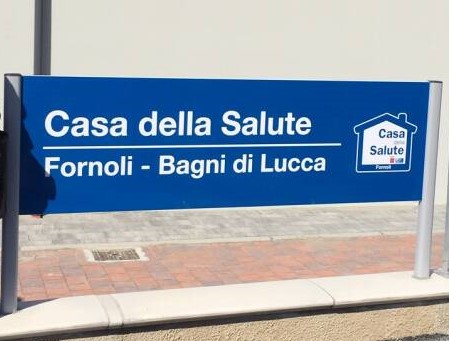 Casa della Salute
Fornoli - Bagni di Lucca
Casa
della
Salute
Fornoli